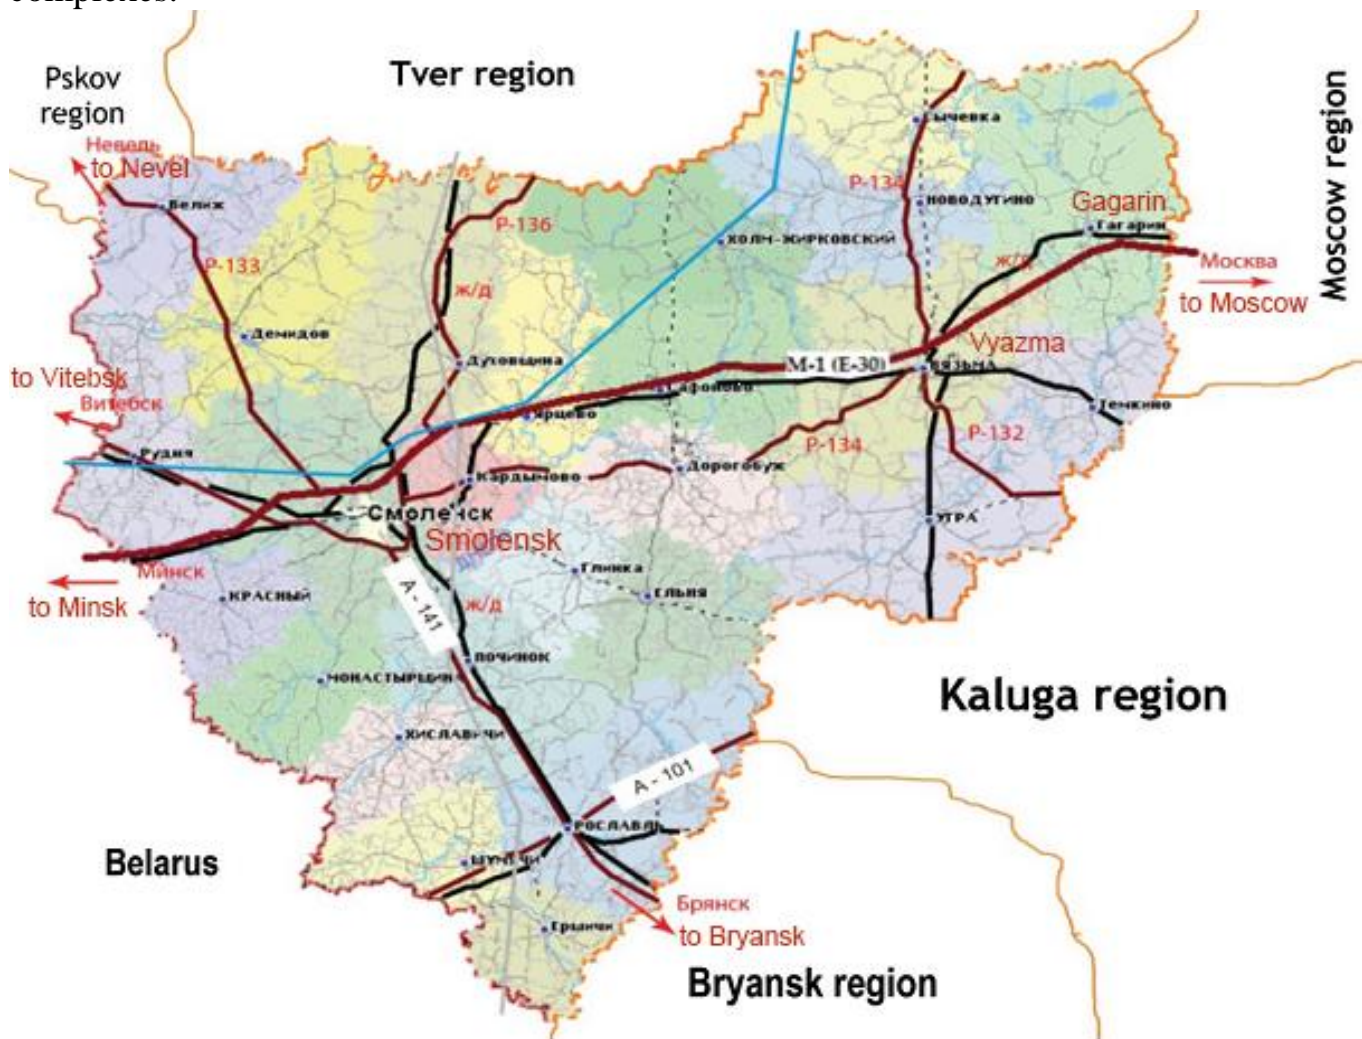 complexes.
Tver region
Pskov
region
Moscow region
Невель
to Nevel
Велиж
Сычевка
Р-134
НОВОДУГИНО
Gagarin
Гагарин
Р-136
ХОЛМ-ЖИРКОВСКИЙ
Р-133
ж/д
Москва
to Moscow
ж/д
Демидов
Духовщина
М-1 (Е-30)
Vyazma
ВЯЗЬМА
to Vitebsk
Витебск
Сафоново
Ярцево
Темкино
Рудня
Р-134
Р-132
Кардымово
Дорогобуж
Смоленск
УГРА
Smolensk
Минск
to Minsk
Глинка
ЕЛЬНЯ
КРАСНЫЙ
А - 141
ж/д
ПОЧИНОК
МОНАСТЫРЩИНА
Kaluga region
ХИСЛАВИЧИ
А - 101
РОСЛАВЛЬ
Belarus
ШУМЯЧИ
Брянск
to Bryansk
Ершичи
Bryansk region